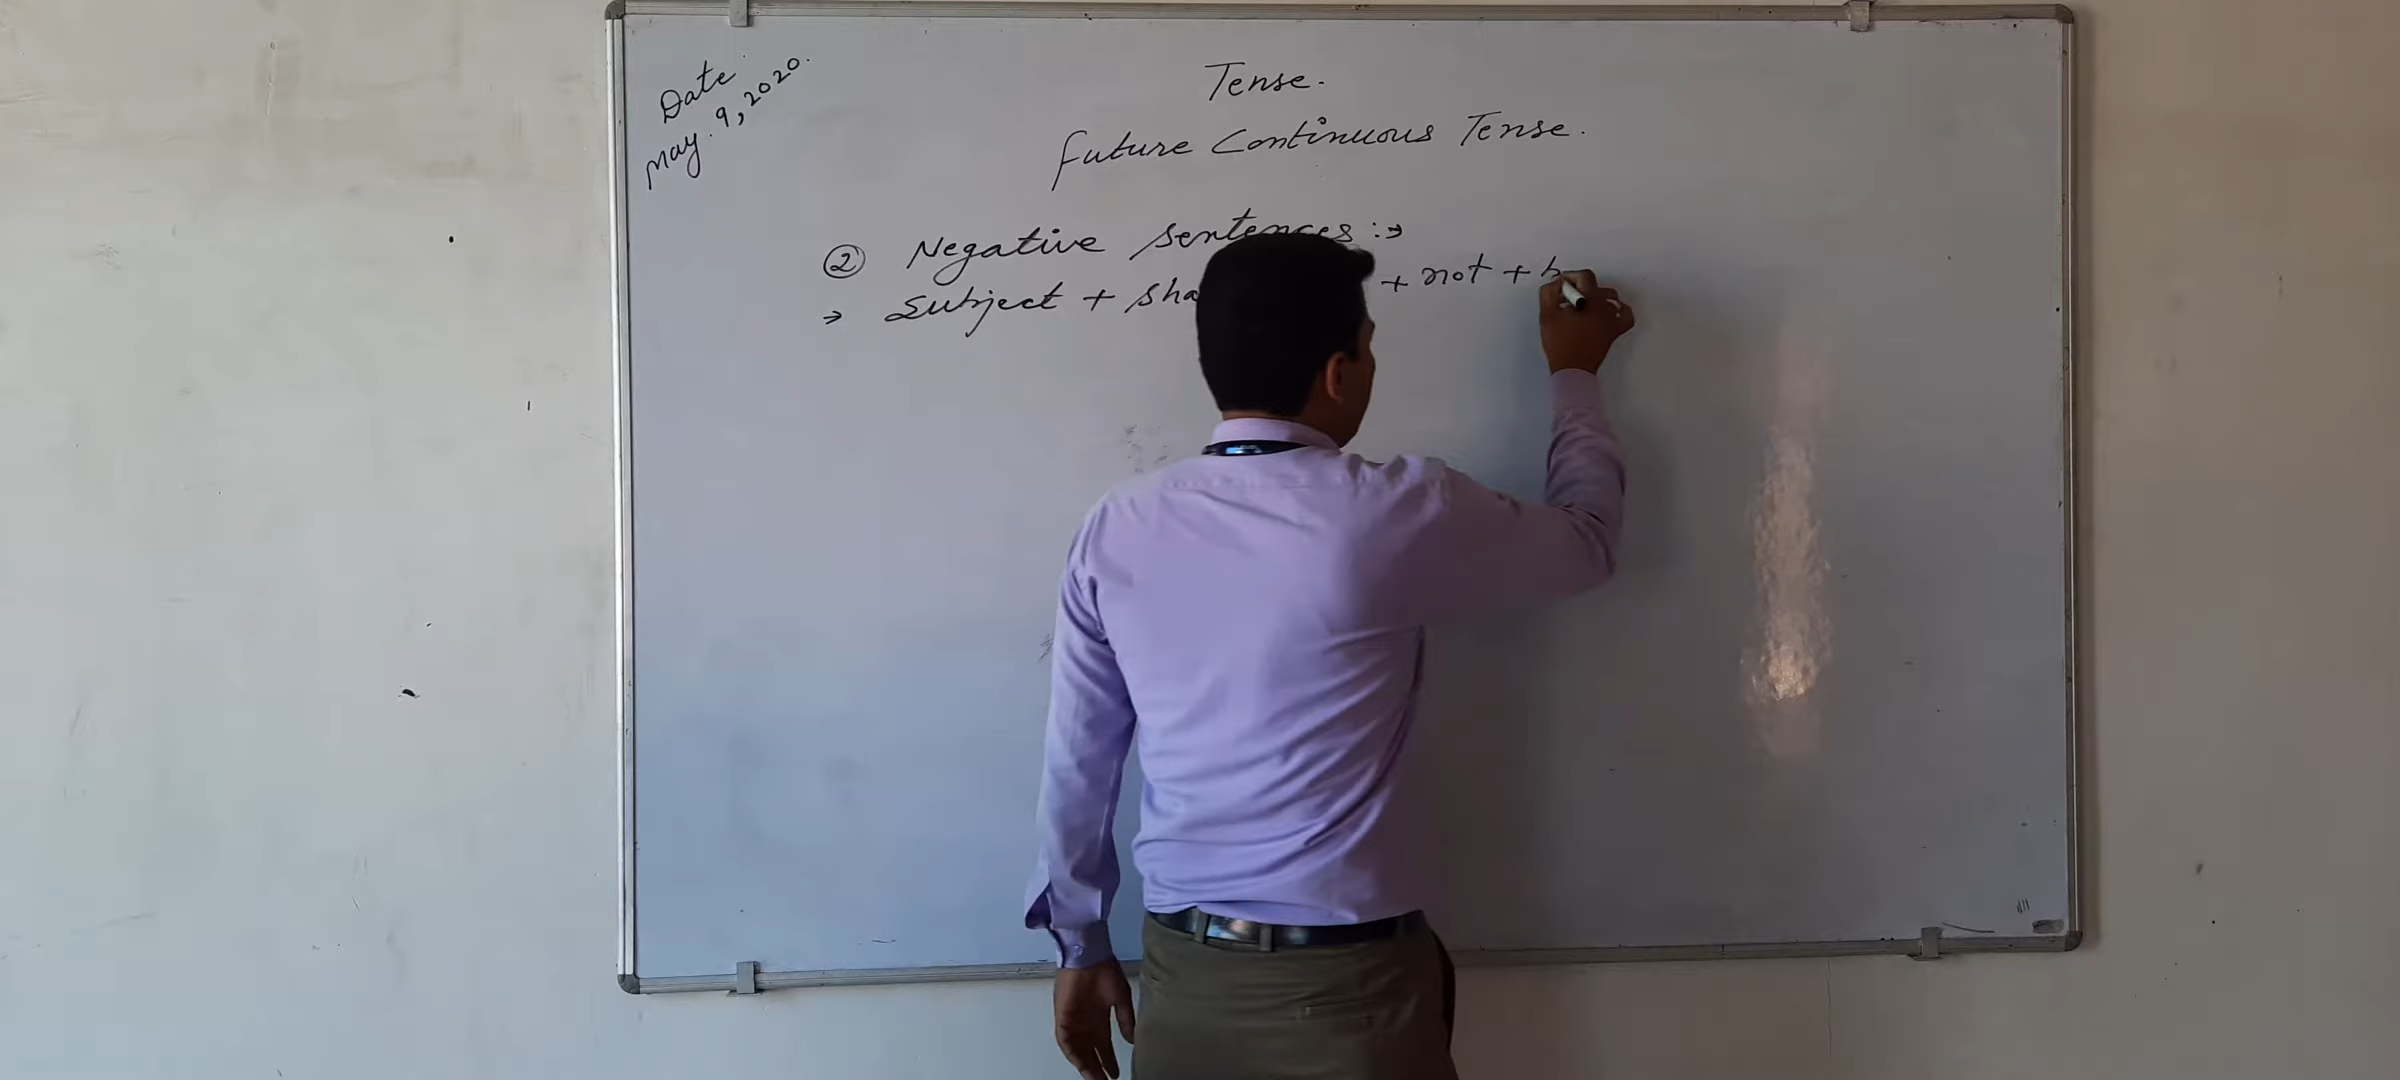 Date
May. 9, 2020.
Tense.
Future Continuous Tense.
② Negative sentences :→
→ Subject + sha + not + b